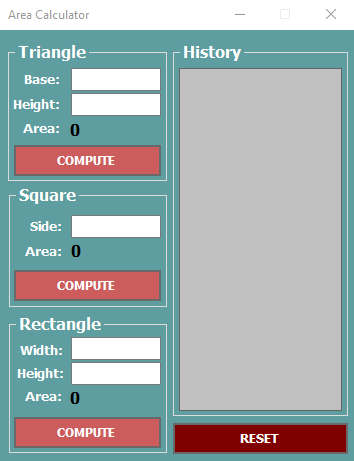 Area Calculator
Triangle
Base:
Height:
Area: 0
COMPUTE
Square
Side:
Area: 0
COMPUTE
Rectangle
Width:
Height:
Area: 0
COMPUTE
History
RESET